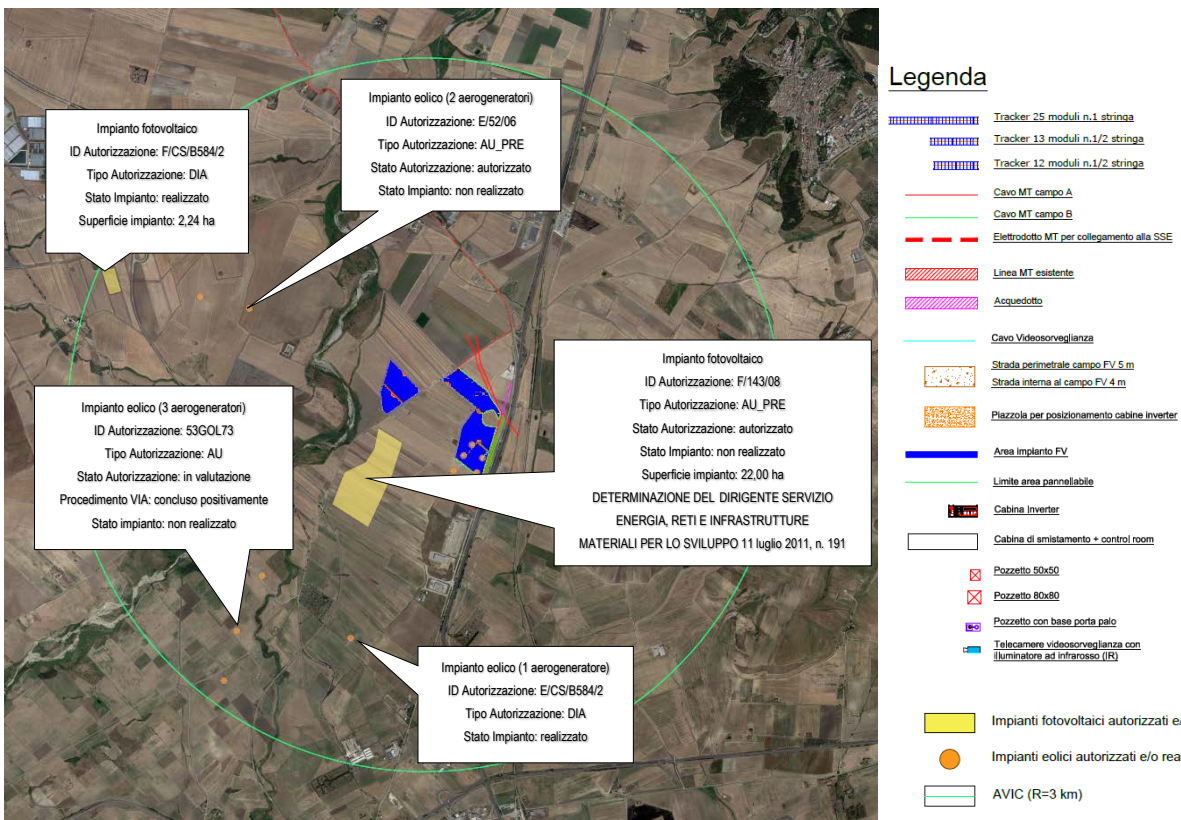 Impianto fotovoltaico
ID Autorizzazione: F/CS/B584/2
Tipo Autorizzazione: DIA
Stato Impianto: realizzato
Superficie impianto: 2,24 ha
Impianto eolico (2 aerogeneratori)
ID Autorizzazione: E/52/06
Tipo Autorizzazione: AU_PRE
Stato Autorizzazione: autorizzato
Stato Impianto: non realizzato
Impianto fotovoltaico
ID Autorizzazione: F/143/08
Tipo Autorizzazione: AU_PRE
Stato Autorizzazione: autorizzato
Stato Impianto: non realizzato
Superficie impianto: 22,00 ha
DETERMINAZIONE DEL DIRIGENTE SERVIZIO
ENERGIA, RETI E INFRASTRUTTURE
MATERIALI PER LO SVILUPPO 11 luglio 2011, n. 191
Impianto eolico (3 aerogeneratori)
ID Autorizzazione: 53GOL73
Tipo Autorizzazione: AU
Stato Autorizzazione: in valutazione
Procedimento VIA: concluso positivamente
Stato impianto: non realizzato
Impianto eolico (1 aerogeneratore)
ID Autorizzazione: E/CS/B584/2
Tipo Autorizzazione: DIA
Stato Impianto: realizzato
Legenda
Tracker 25 moduli n.1 stringa
Tracker 13 moduli n.1/2 stringa
Tracker 12 moduli n.1/2 stringa
Cavo MT campo A
Cavo MT campo B
Elettrodotto MT per collegamento alla SSE
Linea MT esistente
Acquedotto
Cavo Videosorveglianza
Strada perimetrale campo FV 5 m
Strada interna al campo FV 4 m
Piazzola per posizionamento cabine inverter
Area impianto FV
Limite area pannellabile
Cabina Inverter
Cabina di smistamento + control room
Pozzetto 50x50
Pozzetto 80x80
Pozzetto con base porta palo
Telecamere videosorveglianza con
illuminatore ad infrarosso (IR)
Impianti fotovoltaici autorizzati e/
Impianti eolici autorizzati e/o rea
AVIC (R=3 km)